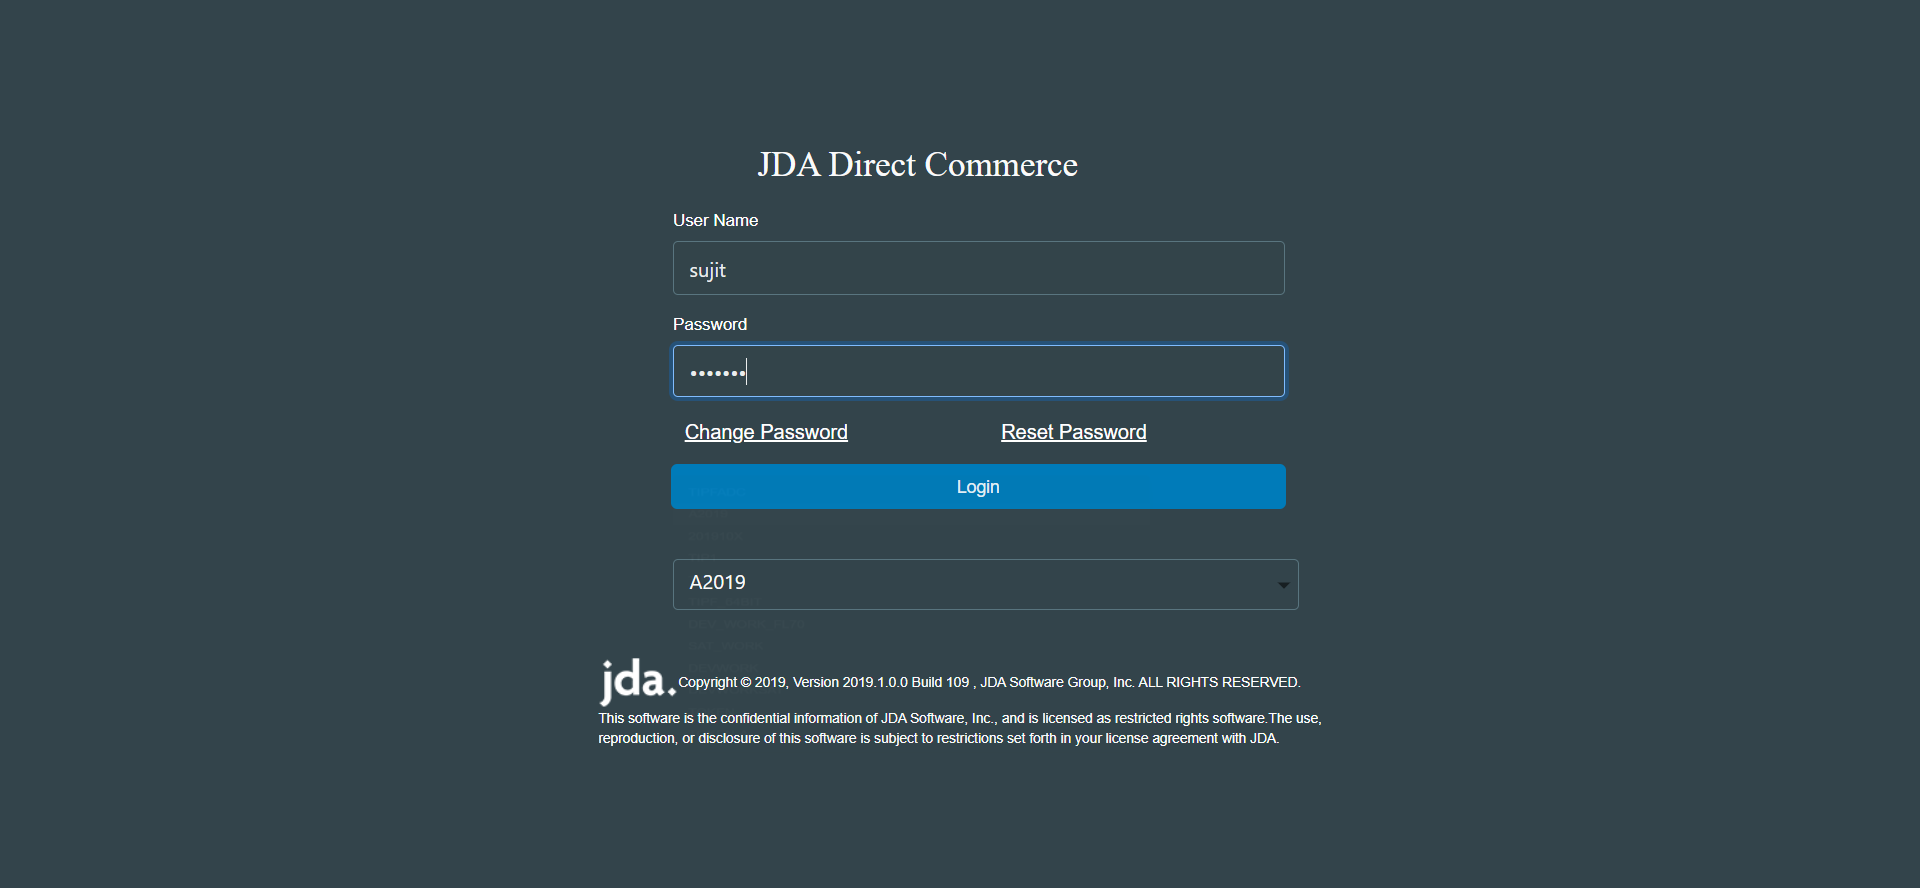 JDA Direct Commerce
User Name
sujit
Password
•••••••
Change Password Reset Password
Login
A2019
jda. Copyright © 2019, Version 2019.1.0.0 Build 109 , JDA Software Group, Inc. ALL RIGHTS RESERVED.
This software is the confidential information of JDA Software, Inc., and is licensed as restricted rights software.The use,
reproduction, or disclosure of this software is subject to restrictions set forth in your license agreement with JDA.